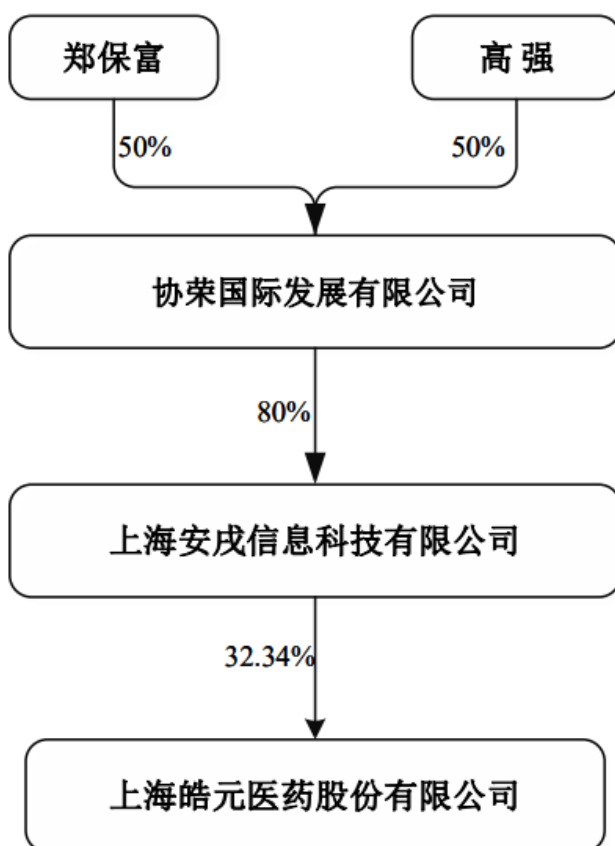 郑保富
高 强
50%
50%
协荣国际发展有限公司
80%
上海安戌信息科技有限公司
32.34%
上海皓元医药股份有限公司